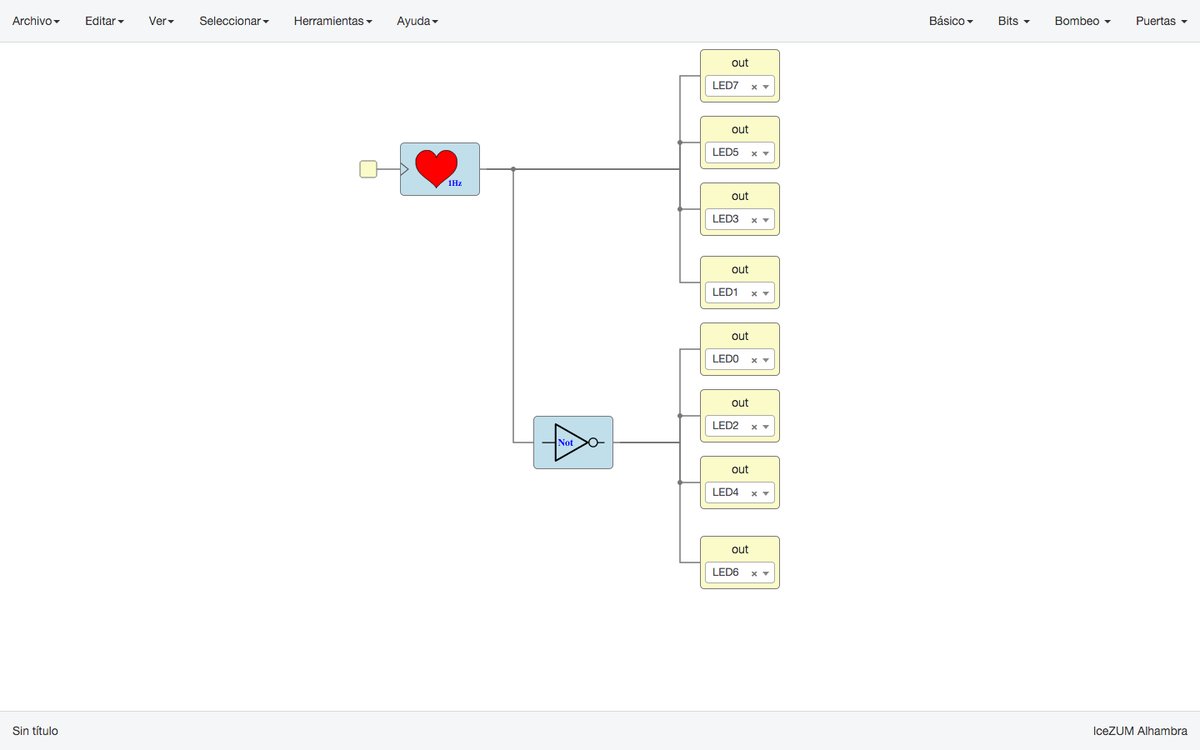 Archivo Editar Ver Seleccionar Herramientas Ayuda Básico Bits Bombeo Puertas
out
LED7
out
LED5
1Hz
out
LED3
out
LED1
out
LED0
out
LED2
Not
out
LED4
out
LED6
Sin título IceZUM Alhambra